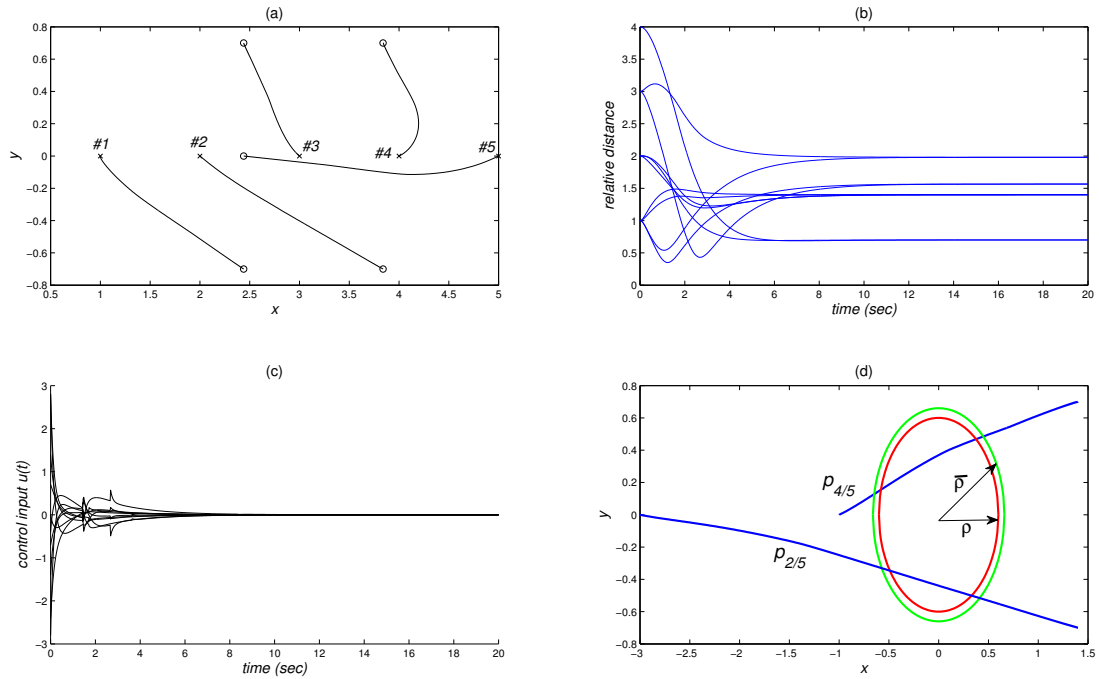 (a)
0.8
0.6
0.4
0.2
0
−0.2
−0.4
−0.6
−0.8
0.5 1 1.5 2 2.5 3 3.5 4 4.5 5
x
y
#1
#2
#3
#4
#5
(b)
4
3.5
3
2.5
2
1.5
1
0.5
0
0 2 4 6 8 10 12 14 16 18 20
time (sec)
relative distance
(c)
3
2
1
0
−1
−2
−3
0 2 4 6 8 10 12 14 16 18 20
time (sec)
control input u(t)
(d)
0.8
0.6
0.4
0.2
0
−0.2
−0.4
−0.6
−0.8
−3 −2.5 −2 −1.5 −1 −0.5 0 0.5 1 1.5
x
y
p4/5
p2/5
ρ̄
ρ